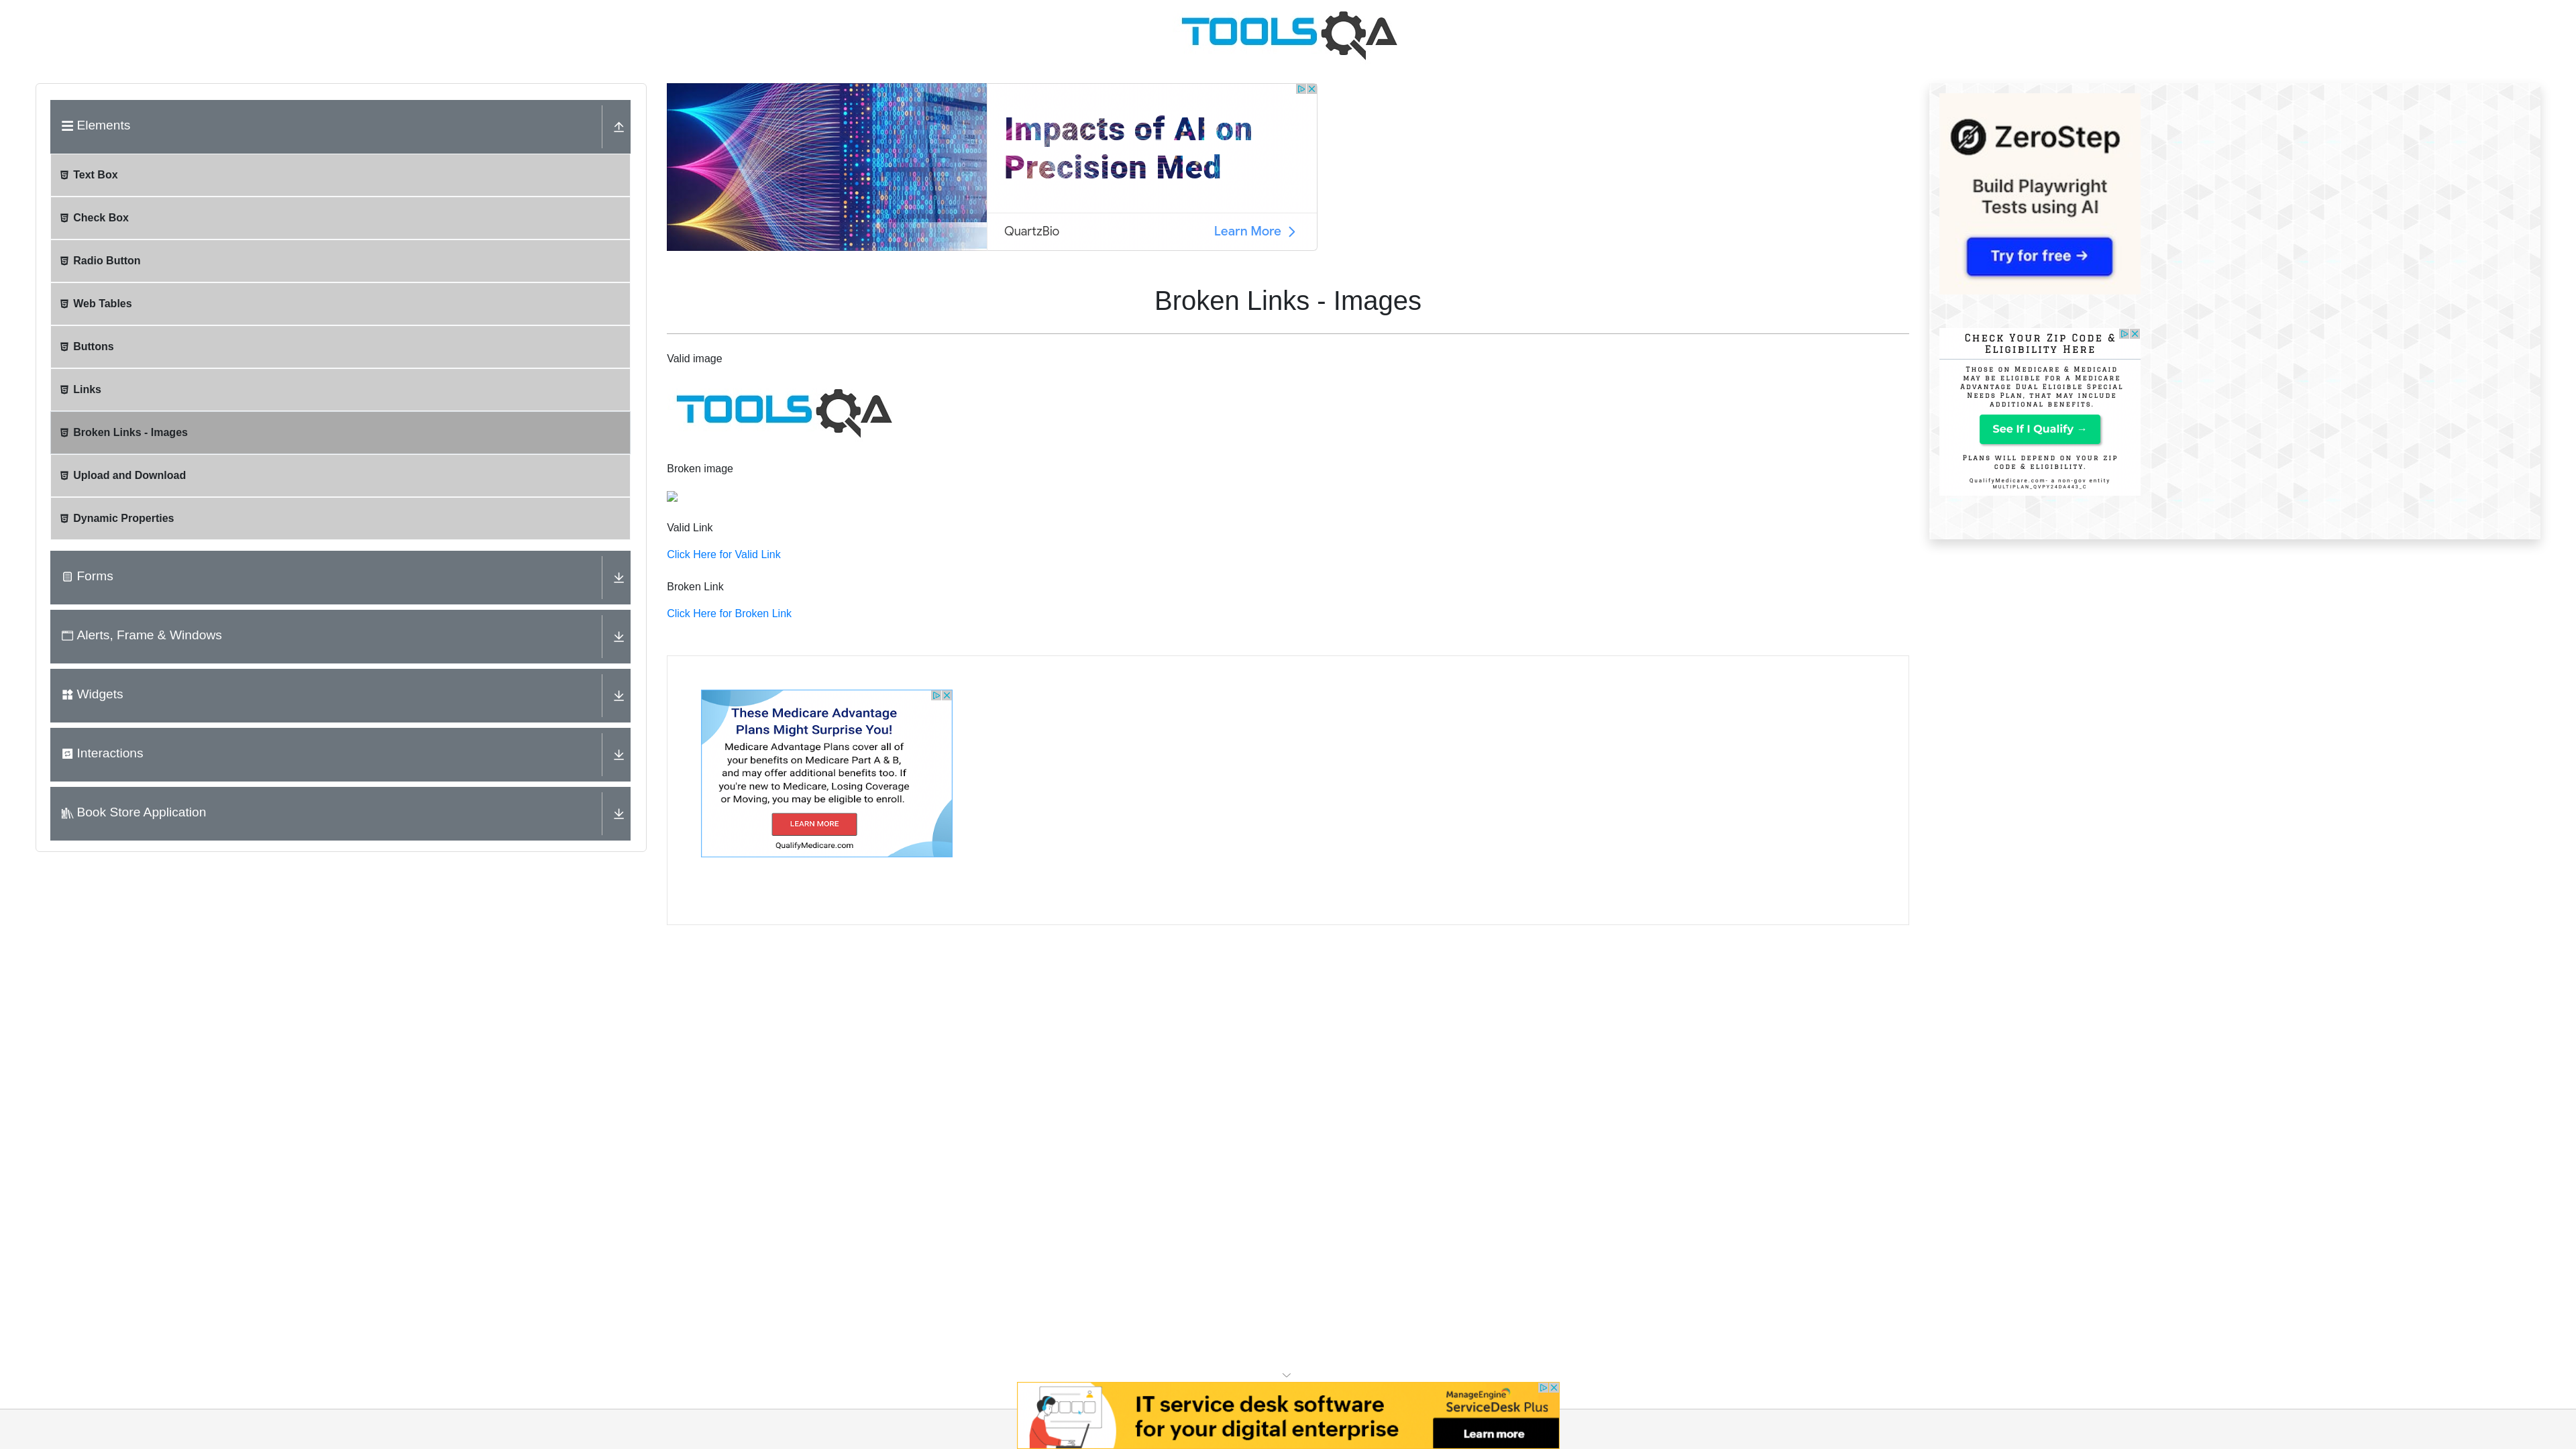 TOOLSQA
Elements
Text Box
Check Box
Radio Button
Web Tables
Buttons
Links
Broken Links - Images
Upload and Download
Dynamic Properties
Forms
Alerts, Frame & Windows
Widgets
Interactions
Book Store Application
Impacts of AI on
Precision Med
QuartzBio
Learn More
Broken Links - Images
Valid image
TOOLSQA
Broken image
Valid Link
Click Here for Valid Link
Broken Link
Click Here for Broken Link
These Medicare Advantage
Plans Might Surprise You!
Medicare Advantage Plans cover all of
your benefits on Medicare Part A & B,
and may offer additional benefits too. If
you're new to Medicare, Losing Coverage
or Moving, you may be eligible to enroll.
LEARN MORE
QualifyMedicare.com
ZeroStep
Build Playwright
Tests using AI
Try for free →
Check Your Zip Code &
Eligibility Here
Those on Medicare & Medicaid
may be eligible for a Medicare
Advantage Dual Eligible Special
Needs Plan, that may include
additional benefits.
See If I Qualify →
Plans will depend on your zip
code & eligibility.
QualifyMedicare.com- a non-gov entity
MULTIPLAN_QVPY24DA443_C
IT service desk software
for your digital enterprise
ManageEngine
ServiceDesk Plus
Learn more